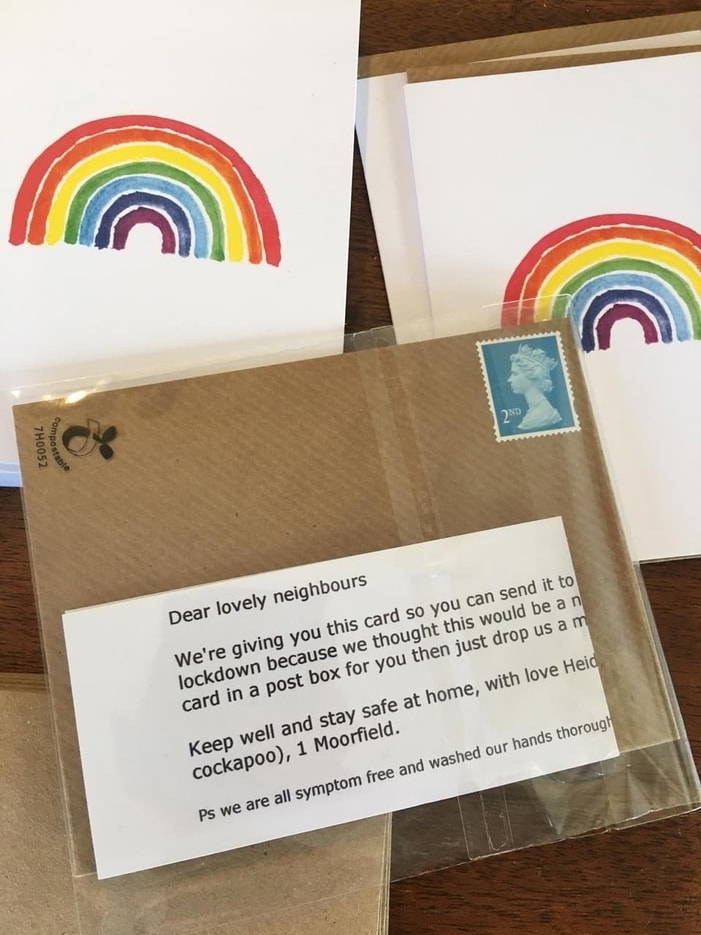 compostable
7H0052
2ND
Dear lovely neighbours
We're giving you this card so you can send it to
lockdown because we thought this would be a n
card in a post box for you then just drop us a m
Keep well and stay safe at home, with love Heid
cockapoo), 1 Moorfield.
Ps we are all symptom free and washed our hands thorough